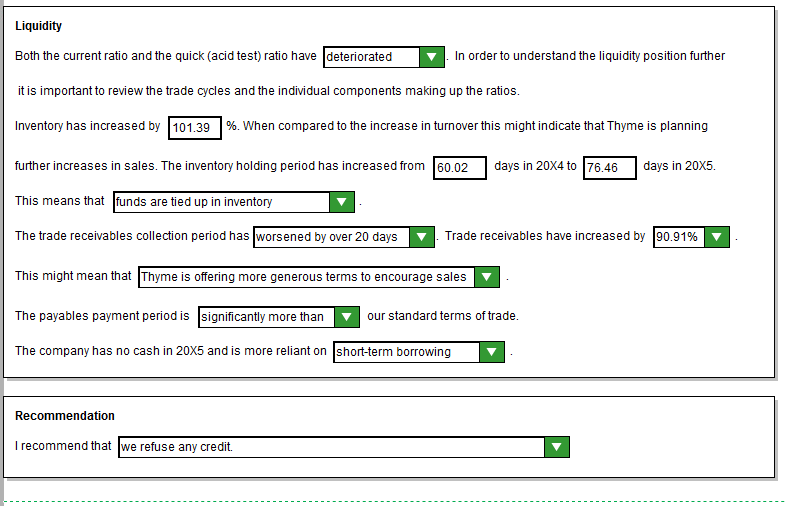 Liquidity
Both the current ratio and the quick (acid test) ratio have deteriorated . In order to understand the liquidity position further
it is important to review the trade cycles and the individual components making up the ratios.
Inventory has increased by 101.39 %. When compared to the increase in turnover this might indicate that Thyme is planning
further increases in sales. The inventory holding period has increased from 60.02 days in 20X4 to 76.46 days in 20X5.
This means that funds are tied up in inventory .
The trade receivables collection period has worsened by over 20 days . Trade receivables have increased by 90.91% .
This might mean that Thyme is offering more generous terms to encourage sales .
The payables payment period is significantly more than our standard terms of trade.
The company has no cash in 20X5 and is more reliant on short-term borrowing .
Recommendation
I recommend that we refuse any credit.